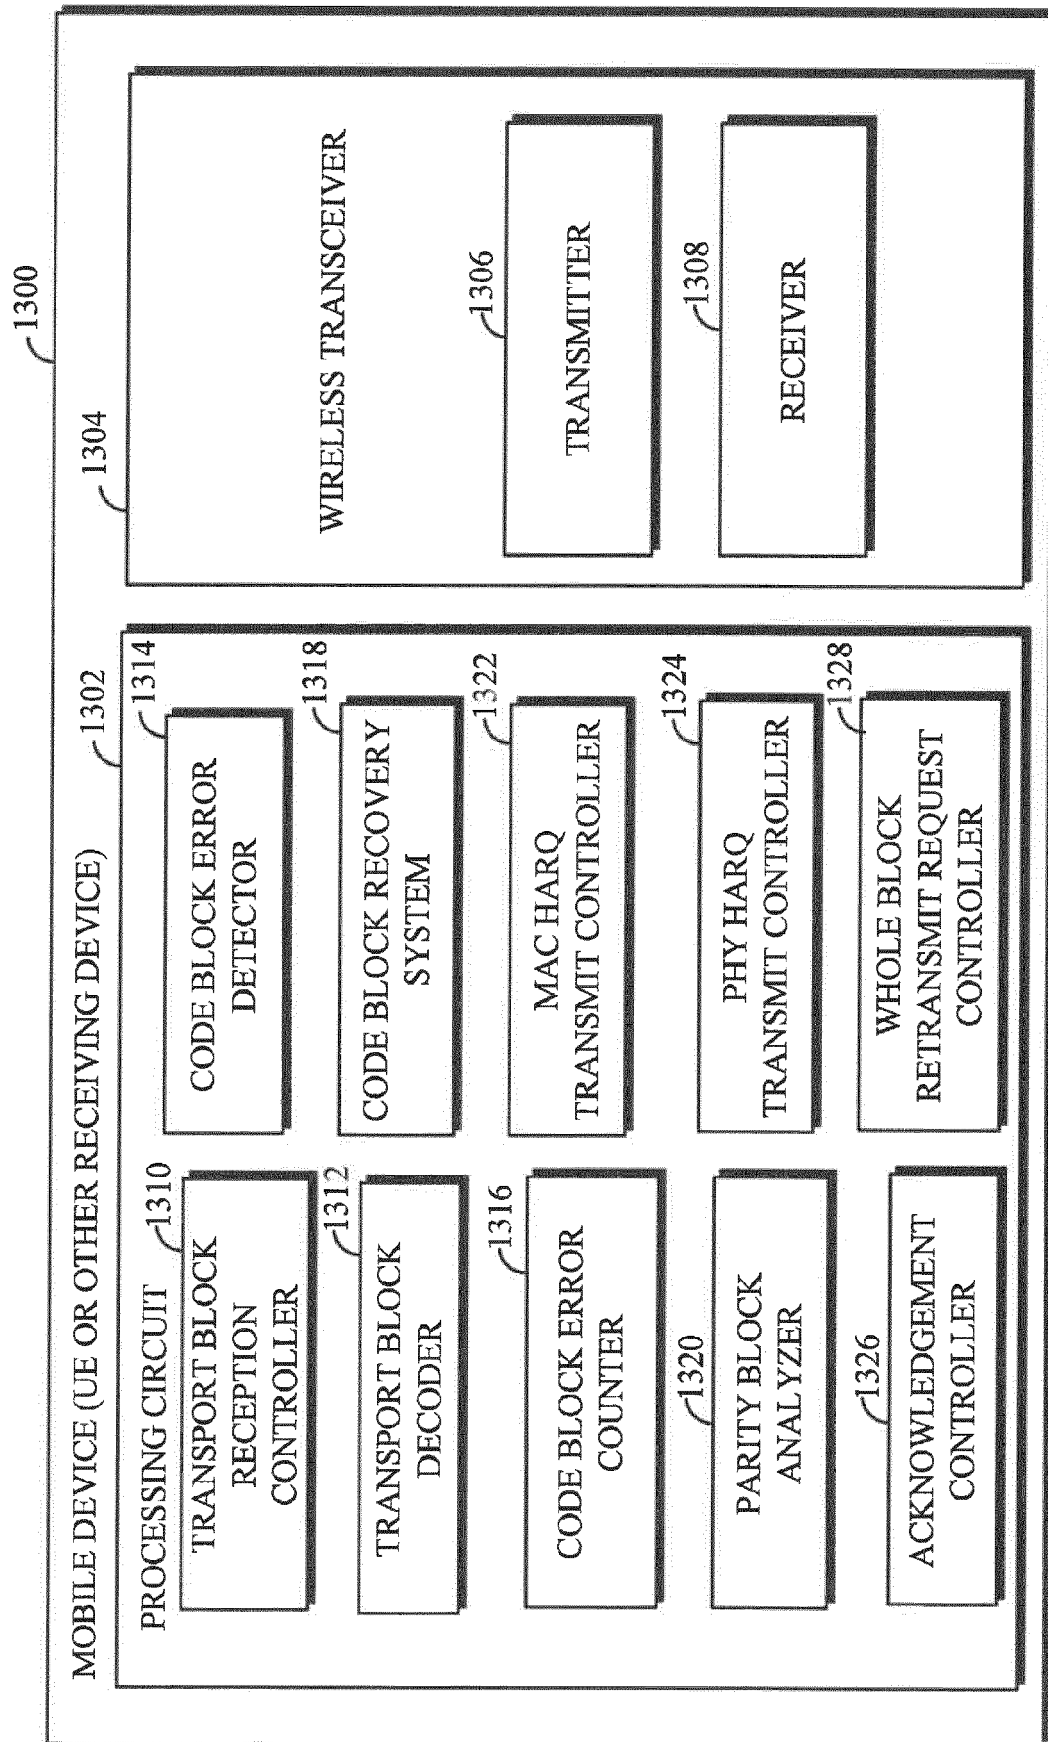 1300
MOBILE DEVICE (UE OR OTHER RECEIVING DEVICE)
1302
PROCESSING CIRCUIT
1310
TRANSPORT BLOCK
RECEPTION
CONTROLLER
1314
CODE BLOCK ERROR
DETECTOR
1312
TRANSPORT BLOCK
DECODER
1318
CODE BLOCK RECOVERY
SYSTEM
1316
CODE BLOCK ERROR
COUNTER
1322
MAC HARQ
TRANSMIT CONTROLLER
1320
PARITY BLOCK
ANALYZER
1324
PHY HARQ
TRANSMIT CONTROLLER
1326
ACKNOWLEDGEMENT
CONTROLLER
1328
WHOLE BLOCK
RETRANSMIT REQUEST
CONTROLLER
1304
WIRELESS TRANSCEIVER
1306
TRANSMITTER
1308
RECEIVER